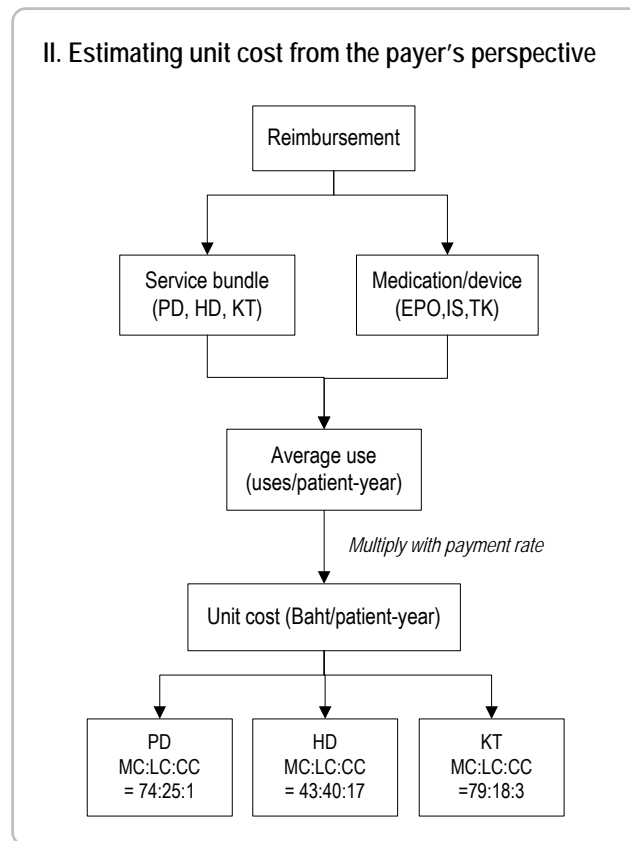 II. Estimating unit cost from the payer's perspective
Reimbursement
Service bundle
(PD, HD, KT)
Medication/device
(EPO,IS,TK)
Average use
(uses/patient-year)
Multiply with payment rate
Unit cost (Baht/patient-year)
PD
MC:LC:CC
= 74:25:1
HD
MC:LC:CC
= 43:40:17
KT
MC:LC:CC
=79:18:3